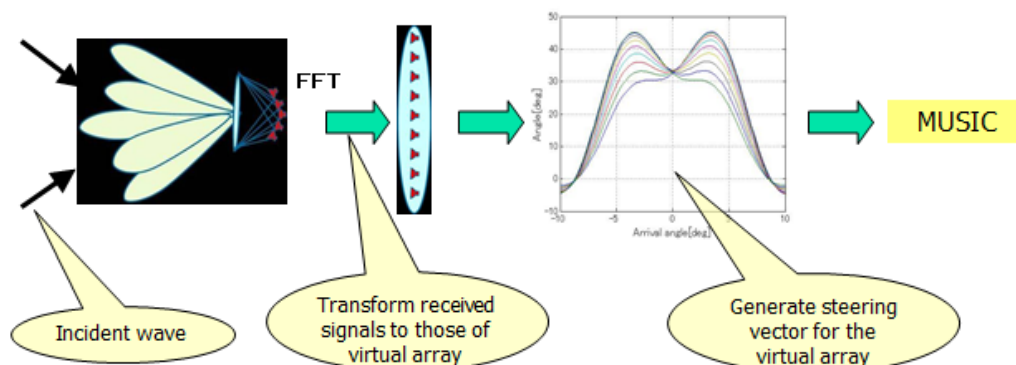 FFT
MUSIC
Angle[deg]
50
40
30
20
10
0
-10
-10
-5
0
5
10
Arrival angle[deg]
Incident wave
Transform received
signals to those of
virtual array
Generate steering
vector for the
virtual array